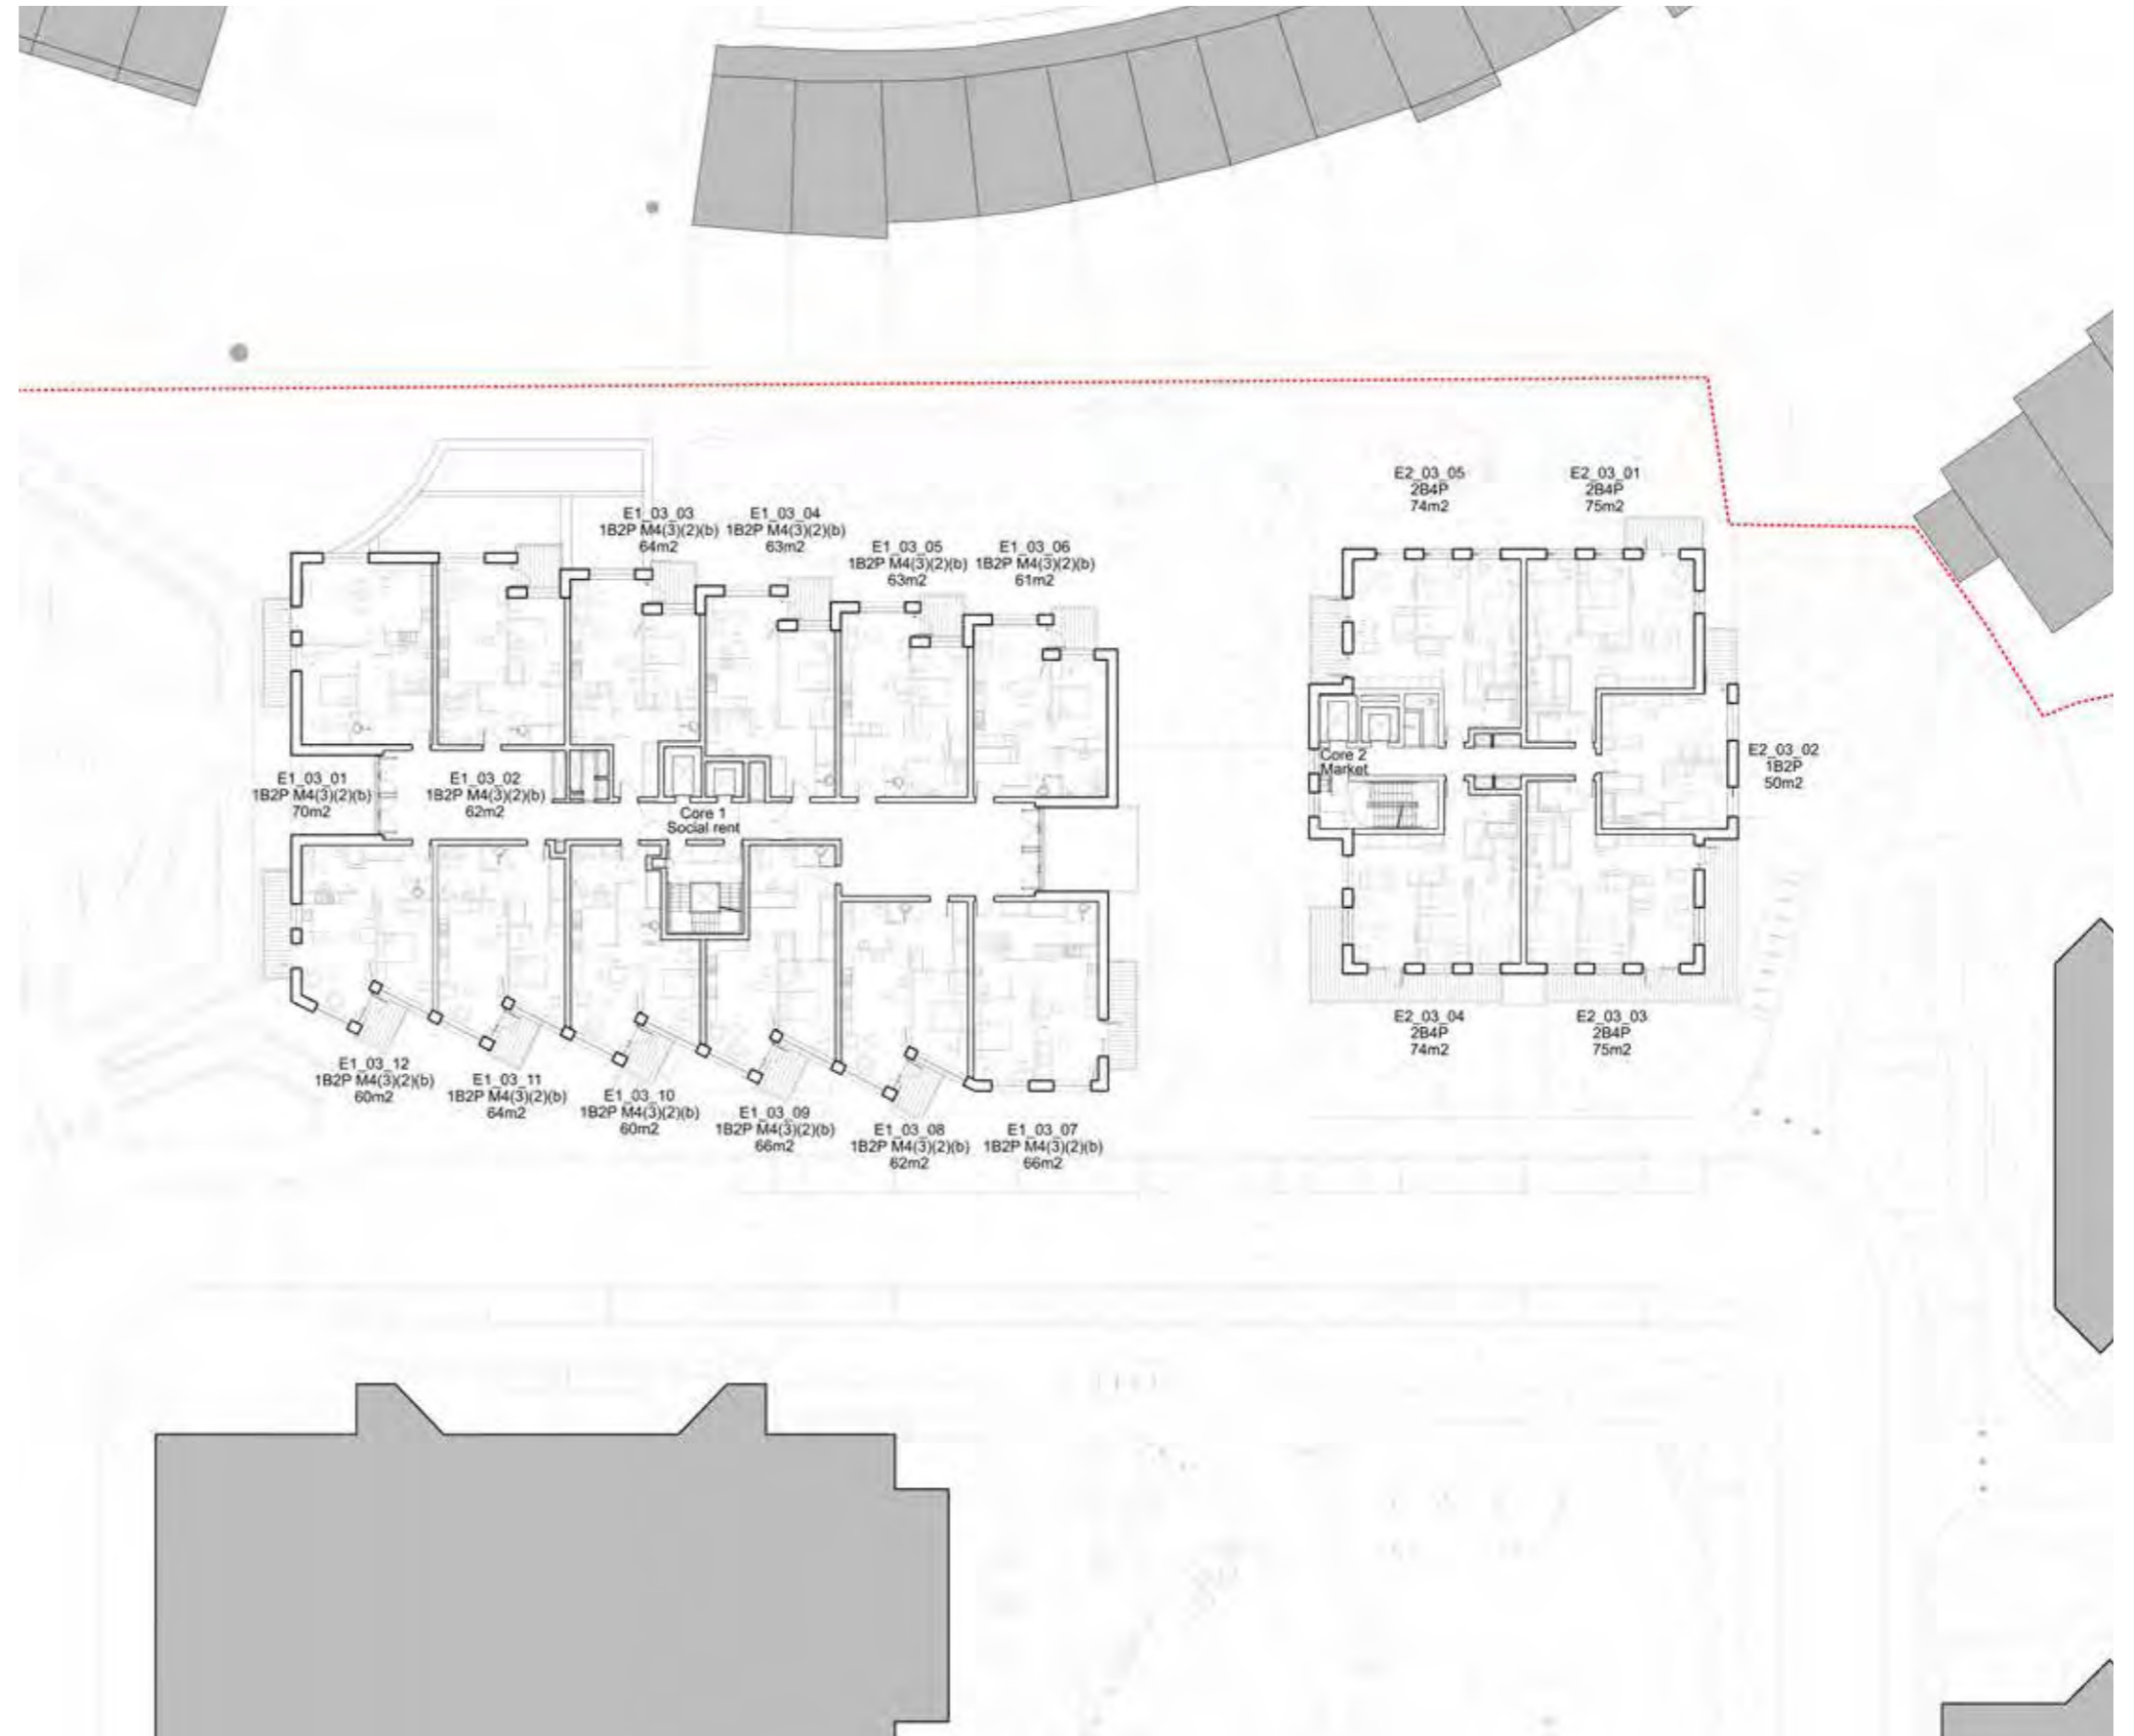 E2_03_05
2B4P
74m2
E2_03_01
2B4P
75m2
E1_03_03
1B2P M4(3)(2)(b)
64m2
E1_03_04
1B2P M4(3)(2)(b)
63m2
E1_03_05
1B2P M4(3)(2)(b)
63m2
E1_03_06
1B2P M4(3)(2)(b)
61m2
E1_03_01
1B2P M4(3)(2)(b)
70m2
E1_03_02
1B2P M4(3)(2)(b)
62m2
Core 1
Social rent
Core 2
Market
E2_03_02
1B2P
50m2
E2_03_04
2B4P
74m2
E2_03_03
2B4P
75m2
E1_03_12
1B2P M4(3)(2)(b)
60m2
E1_03_11
1B2P M4(3)(2)(b)
64m2
E1_03_10
1B2P M4(3)(2)(b)
60m2
E1_03_09
1B2P M4(3)(2)(b)
66m2
E1_03_08
1B2P M4(3)(2)(b)
62m2
E1_03_07
1B2P M4(3)(2)(b)
66m2